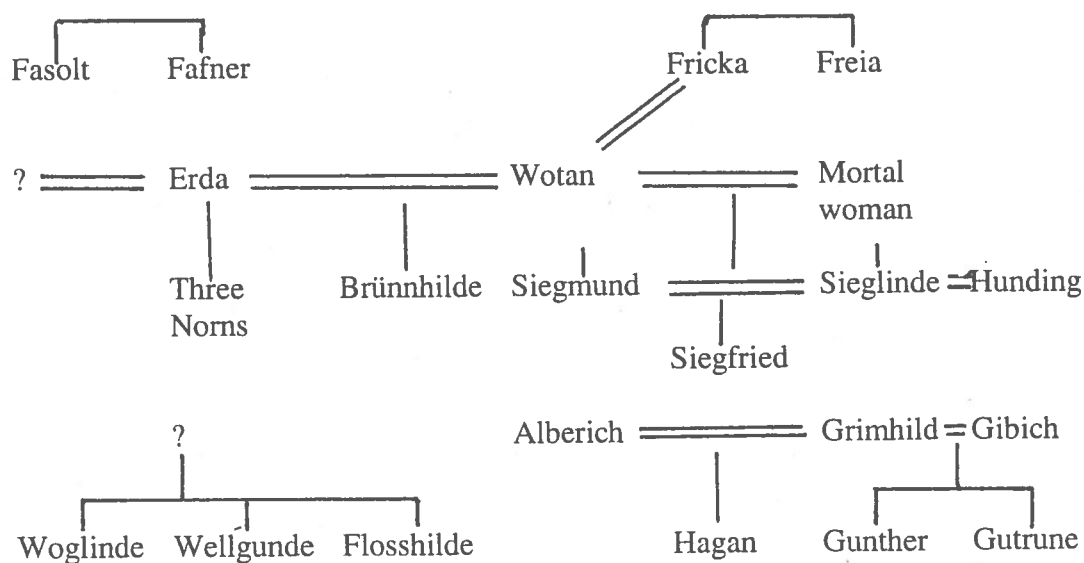 Fasolt Fafner Fricka Freia
? Erda Wotan Mortal
woman
Three
Norns Brünnhilde Siegmund Sieglinde Hunding
Siegfried
? Alberich Grimhild Gibich
Woglinde Wellgunde Flosshilde Hagan Gunther Gutrune